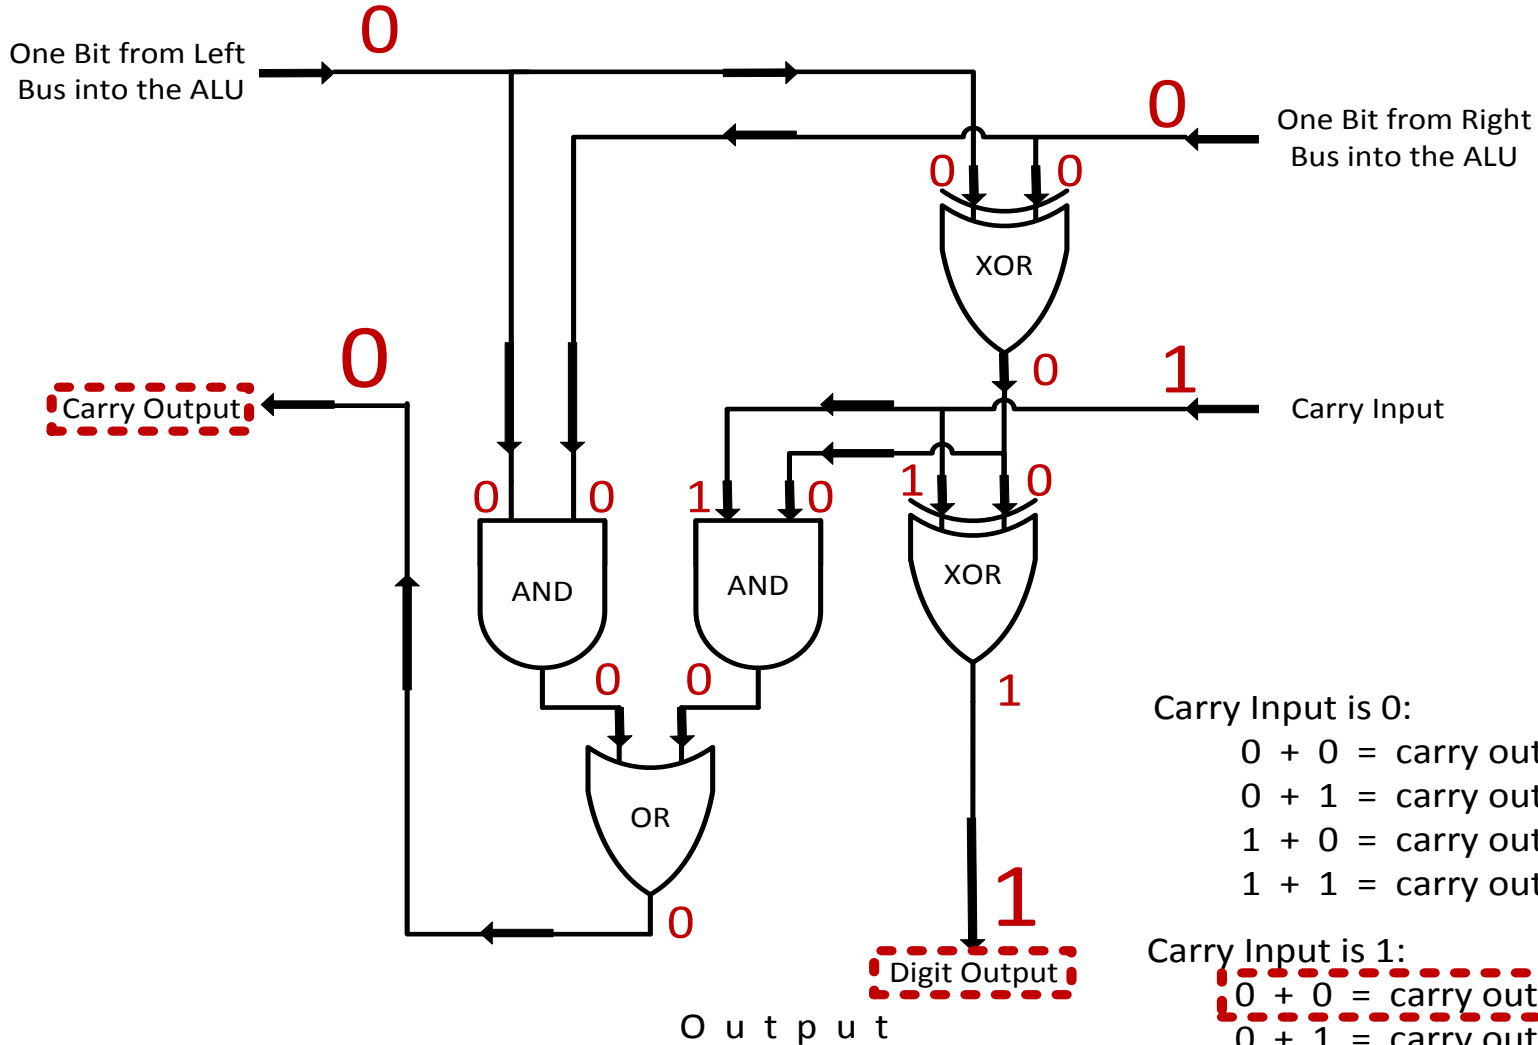 0
One Bit from Left
Bus into the ALU
0
One Bit from Right
Bus into the ALU
0 0
XOR
0
0
1
Carry Output
Carry Input
0 0 1 0 1 0
AND
AND
XOR
0 0
1
OR
0
1
Digit Output
Output
Carry Input is 0:
0 + 0 = carry out
0 + 1 = carry out
1 + 0 = carry out
1 + 1 = carry out
Carry Input is 1:
0 + 0 = carry out
0 + 1 = carry out